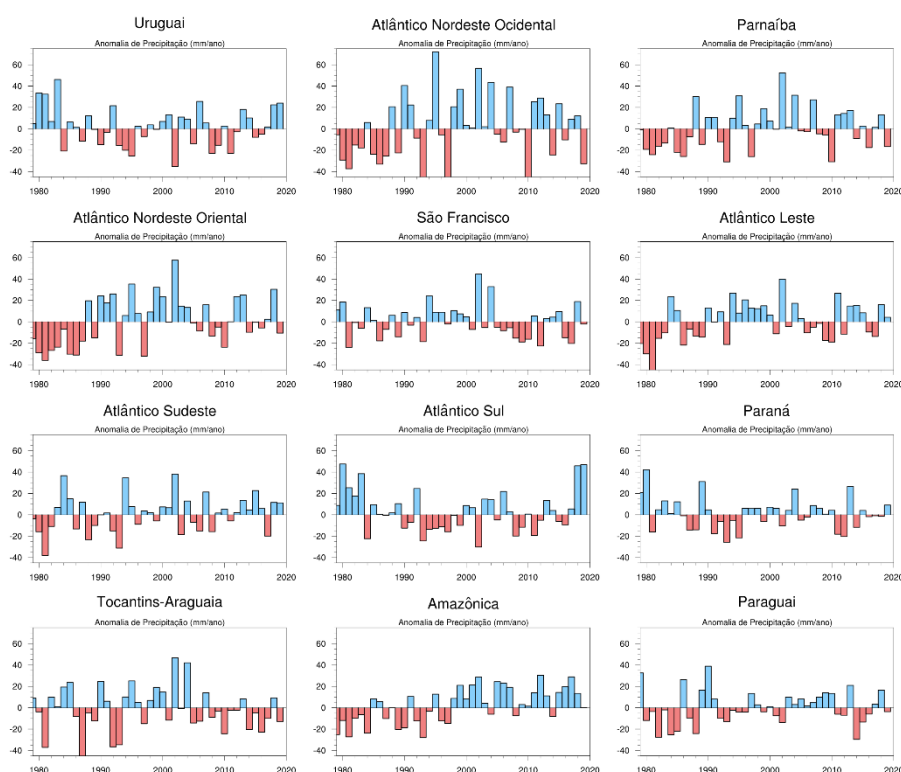 Uruguai
Atlântico Nordeste Ocidental
Parnaíba
Anomalia de Precipitação (mm/ano)
Anomalia de Precipitação (mm/ano)
Anomalia de Precipitação (mm/ano)
60
40
20
0
-20
-40
1980 1990 2000 2010 2020
60
40
20
0
-20
-40
1980 1990 2000 2010 2020
60
40
20
0
-20
-40
1980 1990 2000 2010 2020
Atlântico Nordeste Oriental
São Francisco
Atlântico Leste
Anomalia de Precipitação (mm/ano)
Anomalia de Precipitação (mm/ano)
Anomalia de Precipitação (mm/ano)
60
40
20
0
-20
-40
1980 1990 2000 2010 2020
60
40
20
0
-20
-40
1980 1990 2000 2010 2020
60
40
20
0
-20
-40
1980 1990 2000 2010 2020
Atlântico Sudeste
Atlântico Sul
Paraná
Anomalia de Precipitação (mm/ano)
Anomalia de Precipitação (mm/ano)
Anomalia de Precipitação (mm/ano)
60
40
20
0
-20
-40
1980 1990 2000 2010 2020
60
40
20
0
-20
-40
1980 1990 2000 2010 2020
60
40
20
0
-20
-40
1980 1990 2000 2010 2020
Tocantins-Araguaia
Amazônica
Paraguai
Anomalia de Precipitação (mm/ano)
Anomalia de Precipitação (mm/ano)
Anomalia de Precipitação (mm/ano)
60
40
20
0
-20
-40
1980 1990 2000 2010 2020
60
40
20
0
-20
-40
1980 1990 2000 2010 2020
60
40
20
0
-20
-40
1980 1990 2000 2010 2020